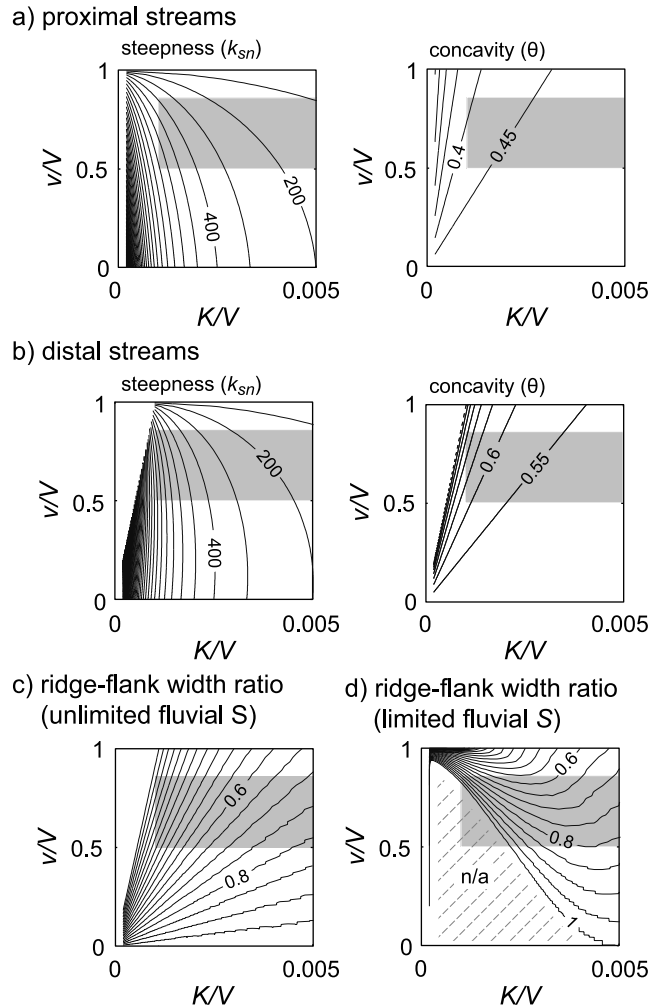 a) proximal streams
steepness (ksn)
concavity (θ)
1
0.5
0
v/V
200
400
0
0.005
K/V
1
0.5
0
v/V
0.4
0.45
0
0.005
K/V
b) distal streams
steepness (ksn)
concavity (θ)
1
0.5
0
v/V
200
400
0
0.005
K/V
1
0.5
0
v/V
0.6
0.55
0
0.005
K/V
c) ridge-flank width ratio
(unlimited fluvial S)
d) ridge-flank width ratio
(limited fluvial S)
1
0.5
0
v/V
0.6
0.8
0
0.005
K/V
1
0.5
0
v/V
0.6
0.8
n/a
1
0
0.005
K/V